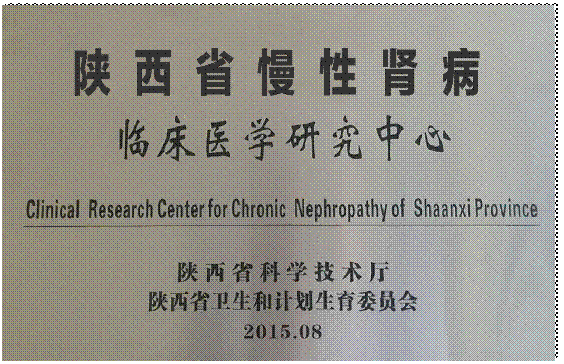 陕西省慢性肾病
临床医学研究中心
Clinical Research Center for Chronic Nephropathy of Shaanxi Province
陕西省科学技术厅
陕西省卫生和计划生育委员会
2015.08